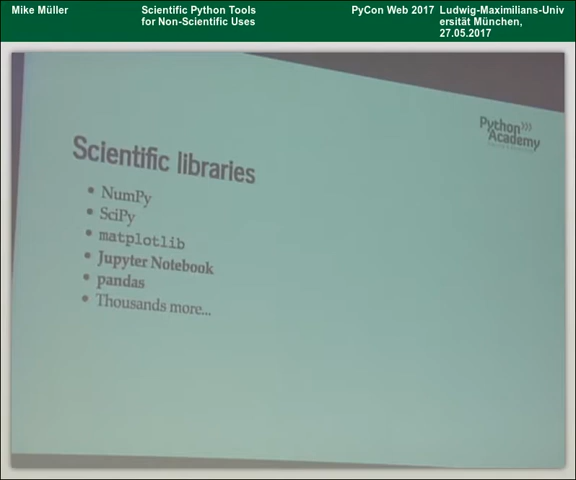 Mike Müller
Scientific Python Tools
for Non-Scientific Uses
PyCon Web 2017
Ludwig-Maximilians-Univ
ersität München,
27.05.2017
Python
Academy
Scientific libraries
• NumPy
• SciPy
• matplotlib
• Jupyter Notebook
• pandas
• Thousands more...